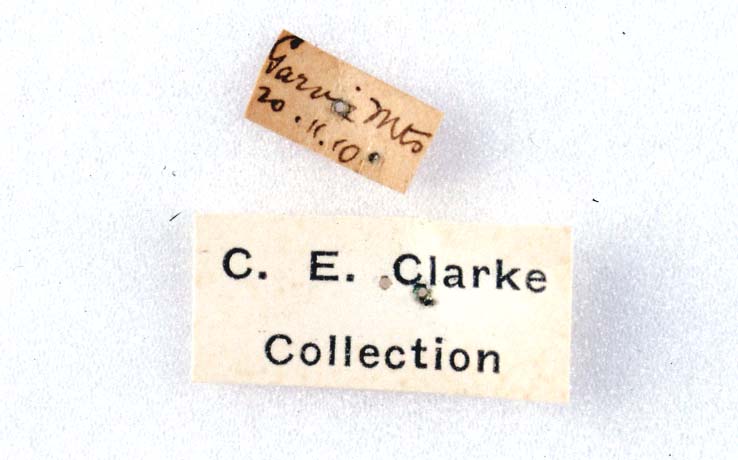 Garvie Mts
20.11.10.
C. E. Clarke
Collection